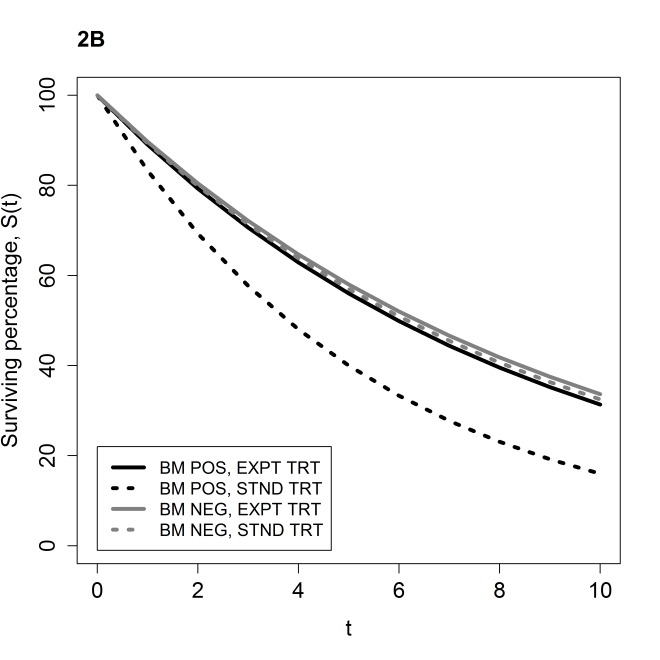 2B
Surviving percentage, S(t)
100
80
60
40
20
0
BM POS, EXPT TRT
BM POS, STND TRT
BM NEG, EXPT TRT
BM NEG, STND TRT
0 2 4 6 8 10
t